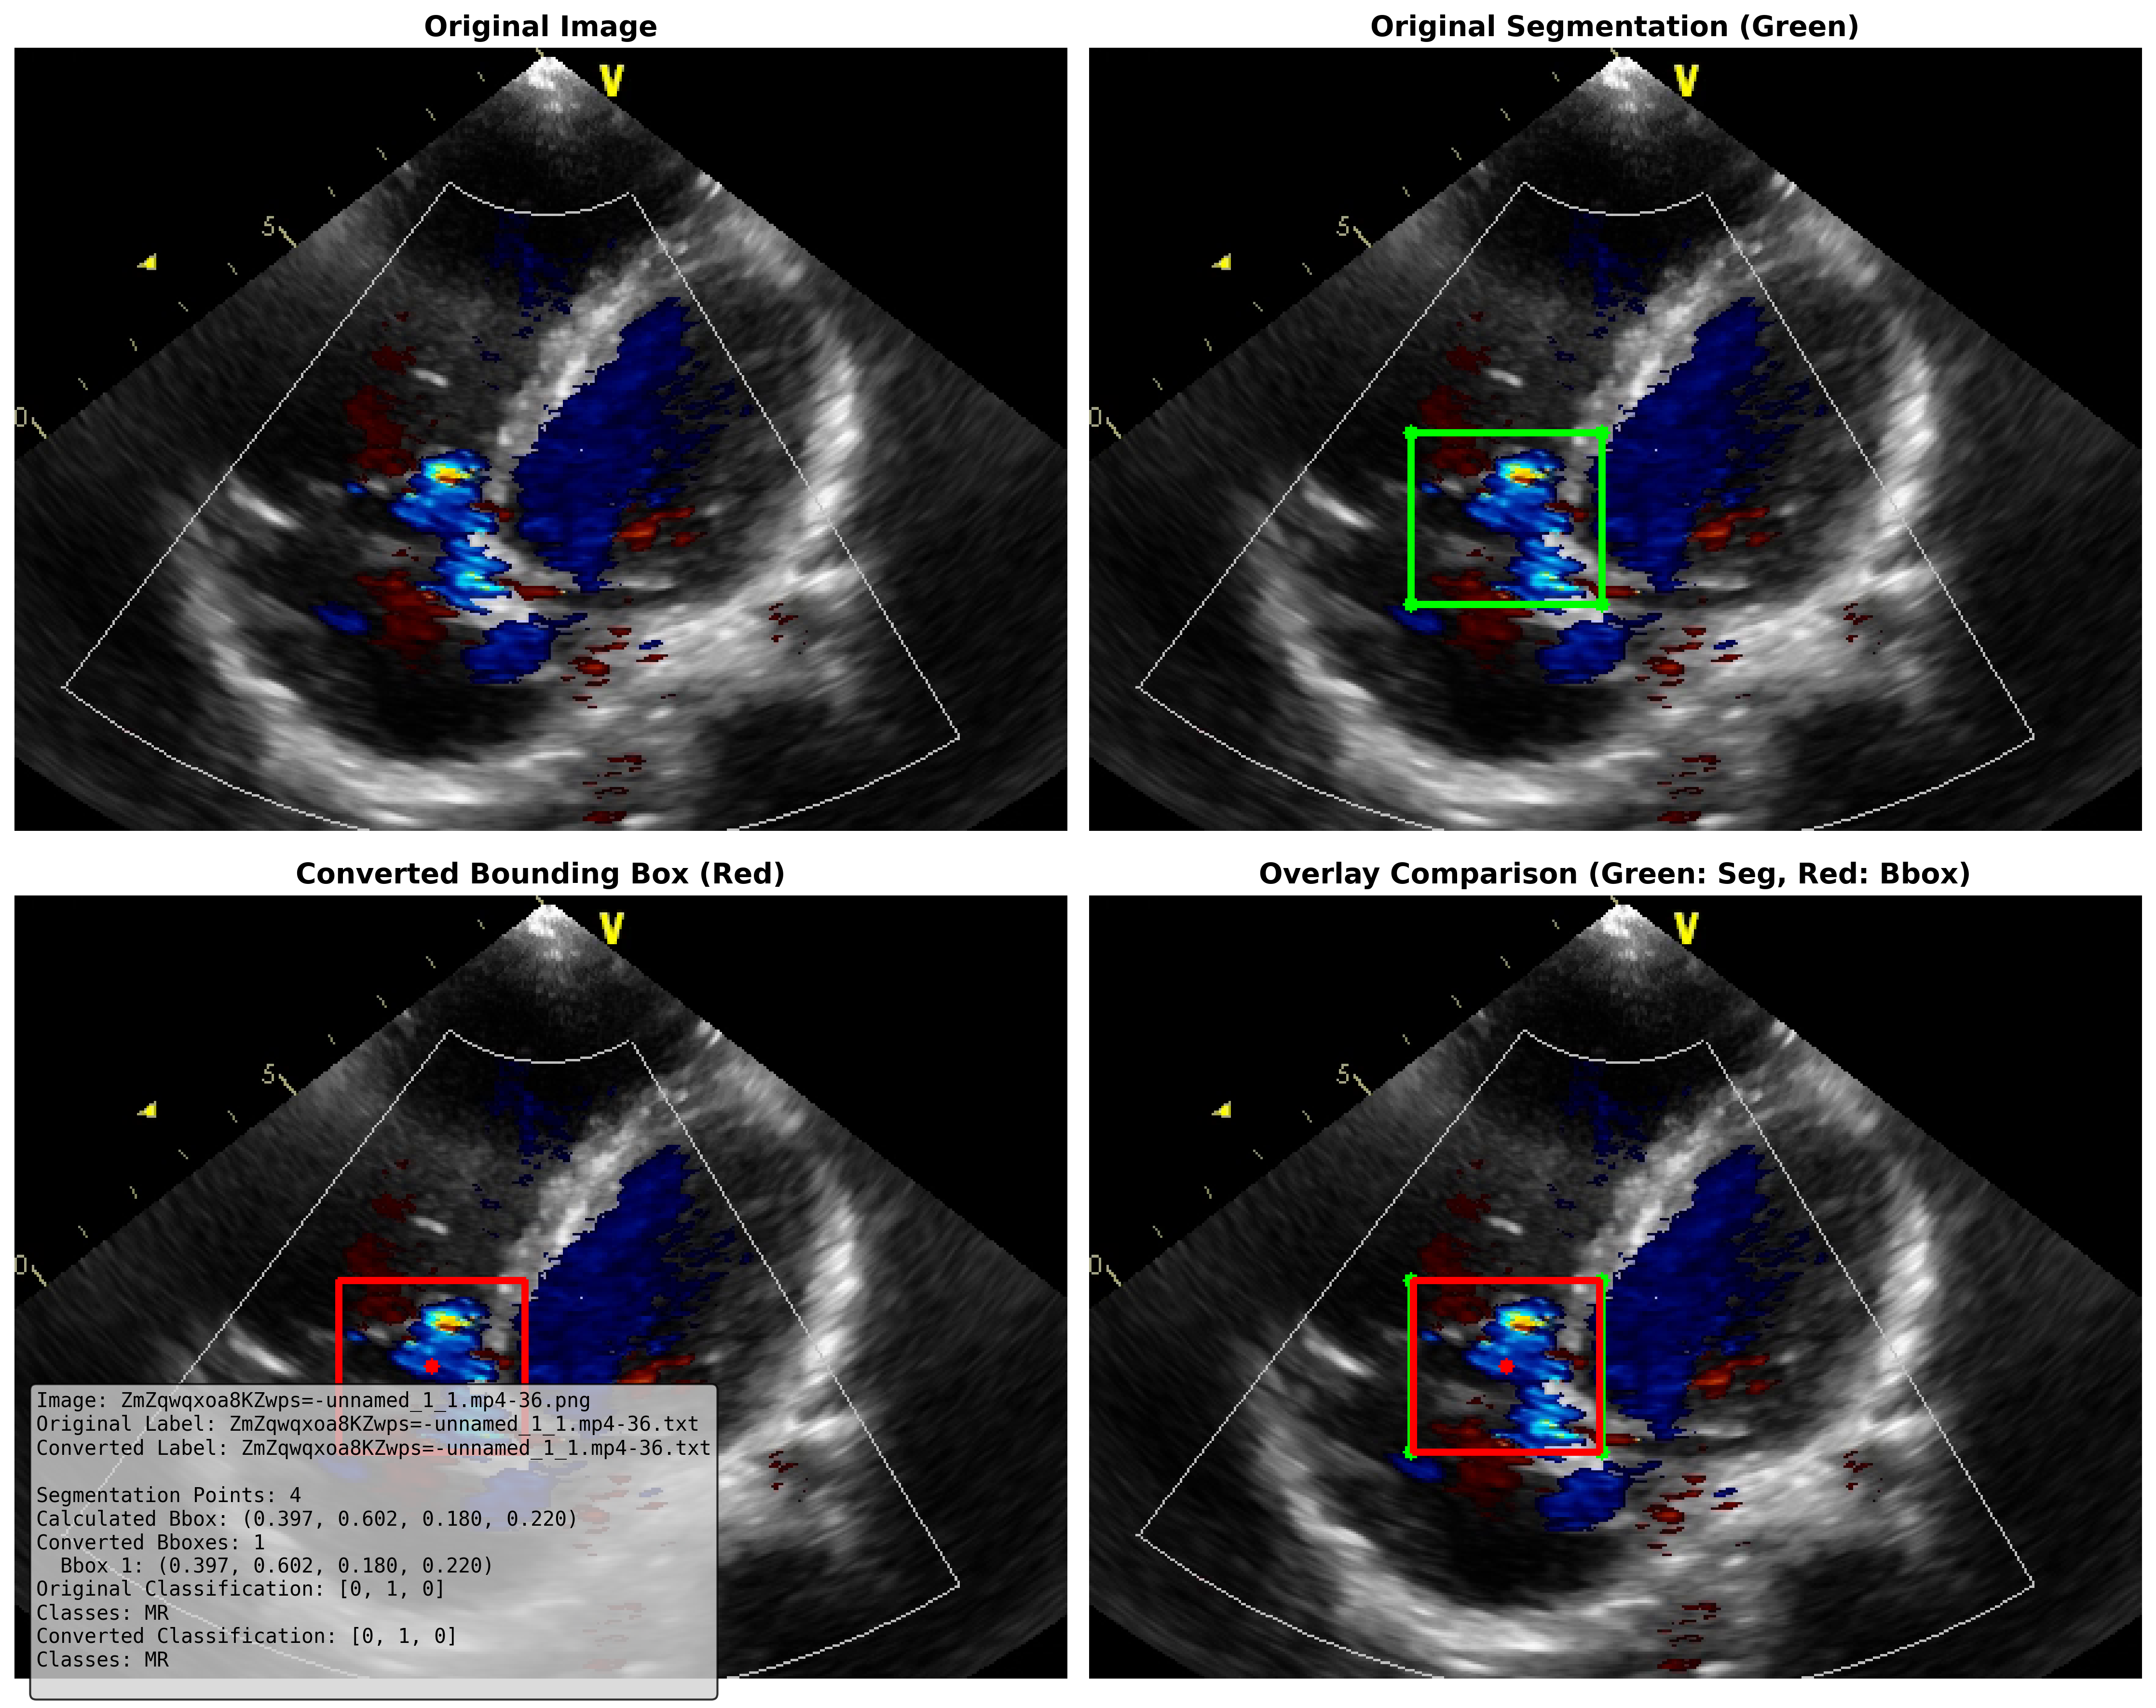 Original Image
Original Segmentation (Green)
V
5
0
V
5
0
Converted Bounding Box (Red)
Overlay Comparison (Green: Seg, Red: Bbox)
V
5
0
V
5
0
Image: ZmZqwqxoa8KZwps=-unnamed_1_1.mp4-36.png
Original Label: ZmZqwqxoa8KZwps=-unnamed_1_1.mp4-36.txt
Converted Label: ZmZqwqxoa8KZwps=-unnamed_1_1.mp4-36.txt
Segmentation Points: 4
Calculated Bbox: (0.397, 0.602, 0.180, 0.220)
Converted Bboxes: 1
Bbox 1: (0.397, 0.602, 0.180, 0.220)
Original Classification: [0, 1, 0]
Classes: MR
Converted Classification: [0, 1, 0]
Classes: MR